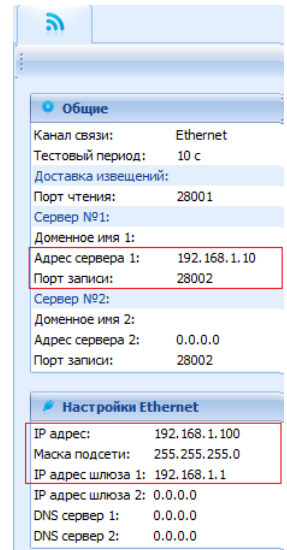 Общие
Канал связи: Ethernet
Тестовый период: 10 с
Доставка извещений:
Порт чтения: 28001
Сервер №1:
Доменное имя 1:
Адрес сервера 1: 192.168.1.10
Порт записи: 28002
Сервер №2:
Доменное имя 2:
Адрес сервера 2: 0.0.0.0
Порт записи: 28002
Настройки Ethernet
IP адрес: 192.168.1.100
Маска подсети: 255.255.255.0
IP адрес шлюза 1: 192.168.1.1
IP адрес шлюза 2: 0.0.0.0
DNS сервер 1: 0.0.0.0
DNS сервер 2: 0.0.0.0